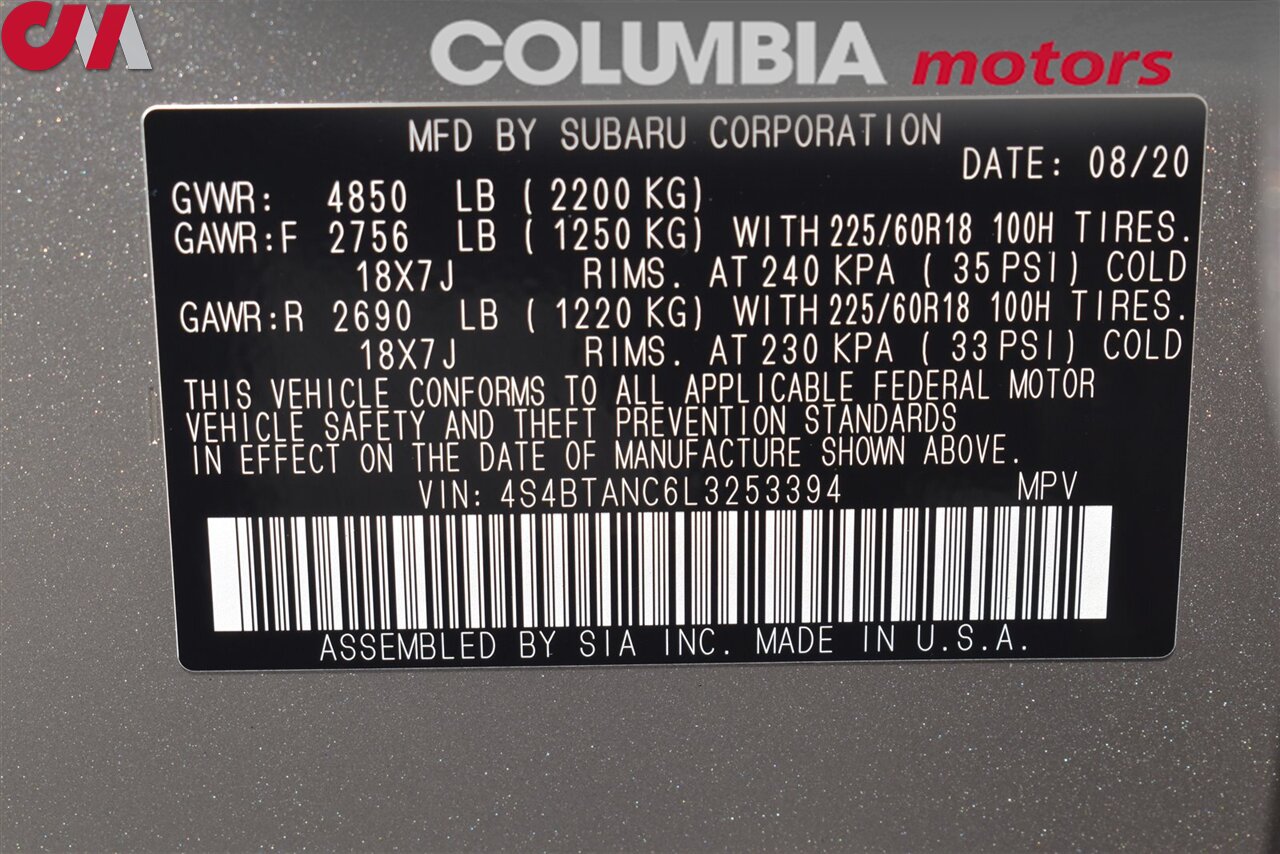 CM
COLUMBIA motors
MFD BY SUBARU CORPORATION
DATE: 08/20
GVWR: 4850 LB ( 2200 KG)
GAWR:F 2756 LB ( 1250 KG) WITH 225/60R18 100H TIRES.
18X7J RIMS. AT 240 KPA ( 35 PSI) COLD
GAWR:R 2690 LB ( 1220 KG) WITH 225/60R18 100H TIRES.
18X7J RIMS. AT 230 KPA ( 33 PSI) COLD
THIS VEHICLE CONFORMS TO ALL APPLICABLE FEDERAL MOTOR
VEHICLE SAFETY AND THEFT PREVENTION STANDARDS
IN EFFECT ON THE DATE OF MANUFACTURE SHOWN ABOVE.
VIN: 4S4BTANC6L3253394 MPV
ASSEMBLED BY SIA INC. MADE IN U.S.A.